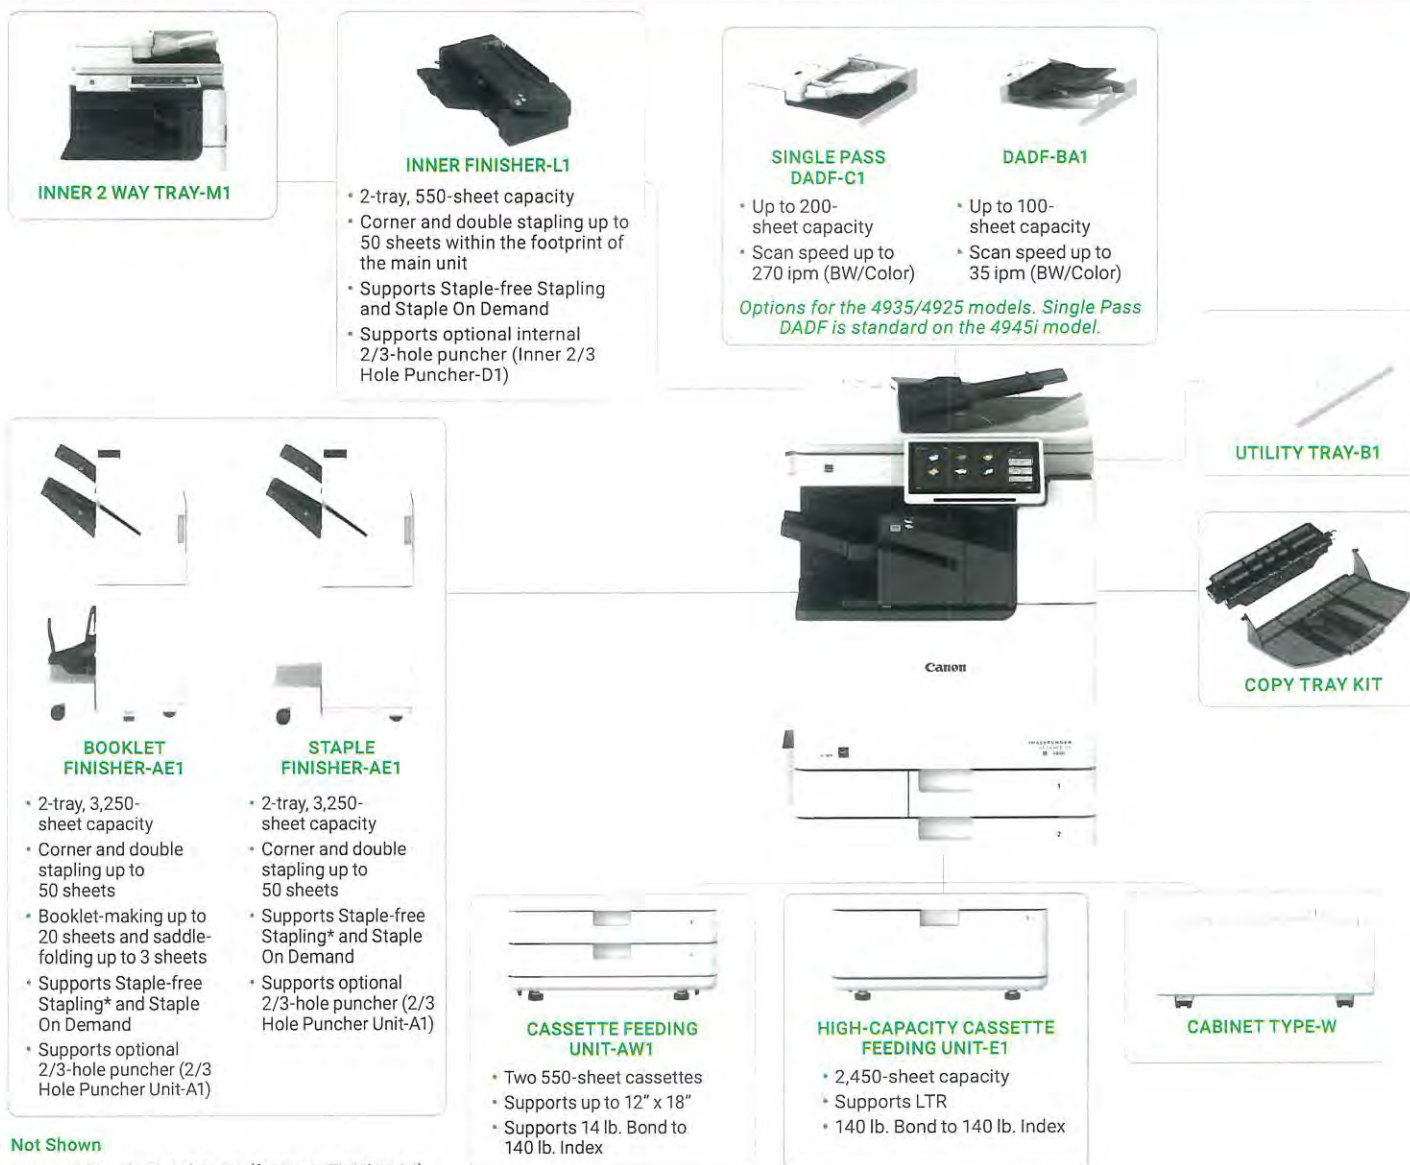 INNER 2 WAY TRAY-M1
INNER FINISHER-L1
• 2-tray, 550-sheet capacity
• Corner and double stapling up to
50 sheets within the footprint of
the main unit
• Supports Staple-free Stapling
and Staple On Demand
• Supports optional internal
2/3-hole puncher (Inner 2/3
Hole Puncher-D1)
SINGLE PASS
DADF-C1
• Up to 200-
sheet capacity
• Scan speed up to
270 ipm (BW/Color)
DADF-BA1
• Up to 100-
sheet capacity
• Scan speed up to
35 ipm (BW/Color)
Options for the 4935/4925 models. Single Pass
DADF is standard on the 4945i model.
UTILITY TRAY-B1
COPY TRAY KIT
Canon
1
2
BOOKLET
FINISHER-AE1
• 2-tray, 3,250-
sheet capacity
• Corner and double
stapling up to
50 sheets
• Booklet-making up to
20 sheets and saddle-
folding up to 3 sheets
• Supports Staple-free
Stapling* and Staple
On Demand
• Supports optional
2/3-hole puncher (2/3
Hole Puncher Unit-A1)
STAPLE
FINISHER-AE1
• 2-tray, 3,250-
sheet capacity
• Corner and double
stapling up to
50 sheets
• Supports Staple-free
Stapling* and Staple
On Demand
• Supports optional
2/3-hole puncher (2/3
Hole Puncher Unit-A1)
CASSETTE FEEDING
UNIT-AW1
• Two 550-sheet cassettes
• Supports up to 12" x 18"
• Supports 14 lb. Bond to
140 lb. Index
HIGH-CAPACITY CASSETTE
FEEDING UNIT-E1
• 2,450-sheet capacity
• Supports LTR
• 140 lb. Bond to 140 lb. Index
CABINET TYPE-W
Not Shown